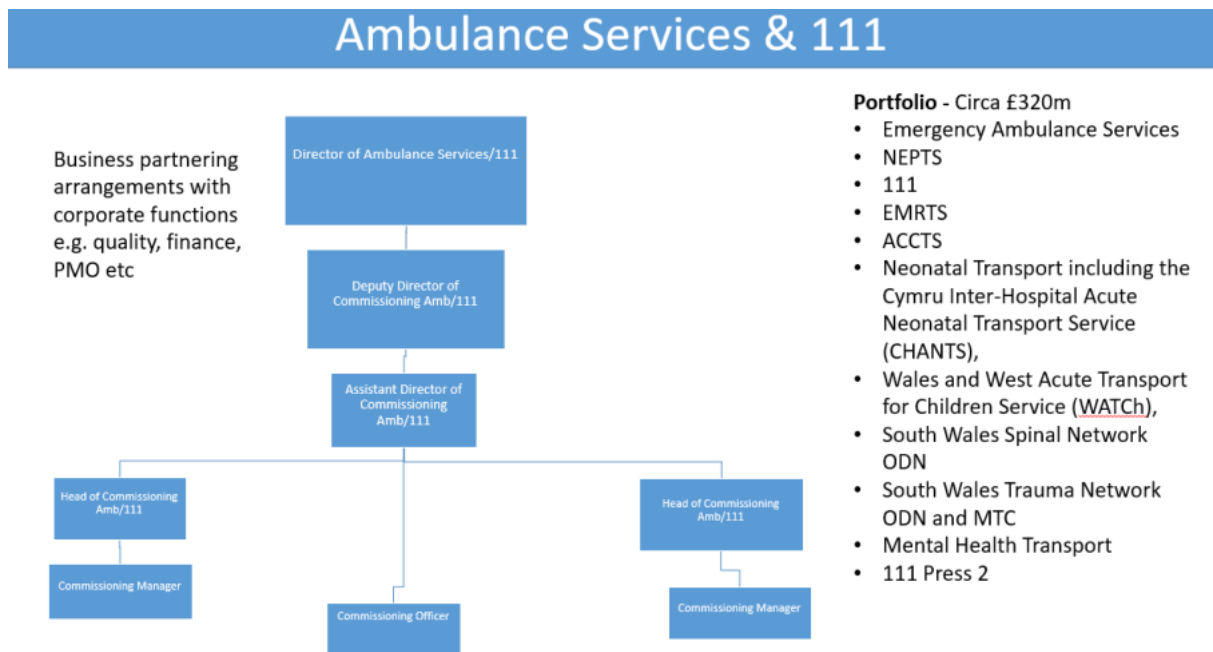 Ambulance Services & 111
Business partnering
arrangements with
corporate functions
e.g. quality, finance,
PMO etc
Director of Ambulance Services/111
Deputy Director of
Commissioning Amb/111
Assistant Director of
Commissioning
Amb/111
Head of Commissioning
Amb/111
Commissioning Manager
Commissioning Officer
Head of Commissioning
Amb/111
Commissioning Manager
Portfolio - Circa £320m
• Emergency Ambulance Services
• NEPTS
• 111
• EMRTS
• ACCTS
• Neonatal Transport including the
Cymru Inter-Hospital Acute
Neonatal Transport Service
(CHANTS),
• Wales and West Acute Transport
for Children Service (WATCh),
• South Wales Spinal Network
ODN
• South Wales Trauma Network
ODN and MTC
• Mental Health Transport
• 111 Press 2